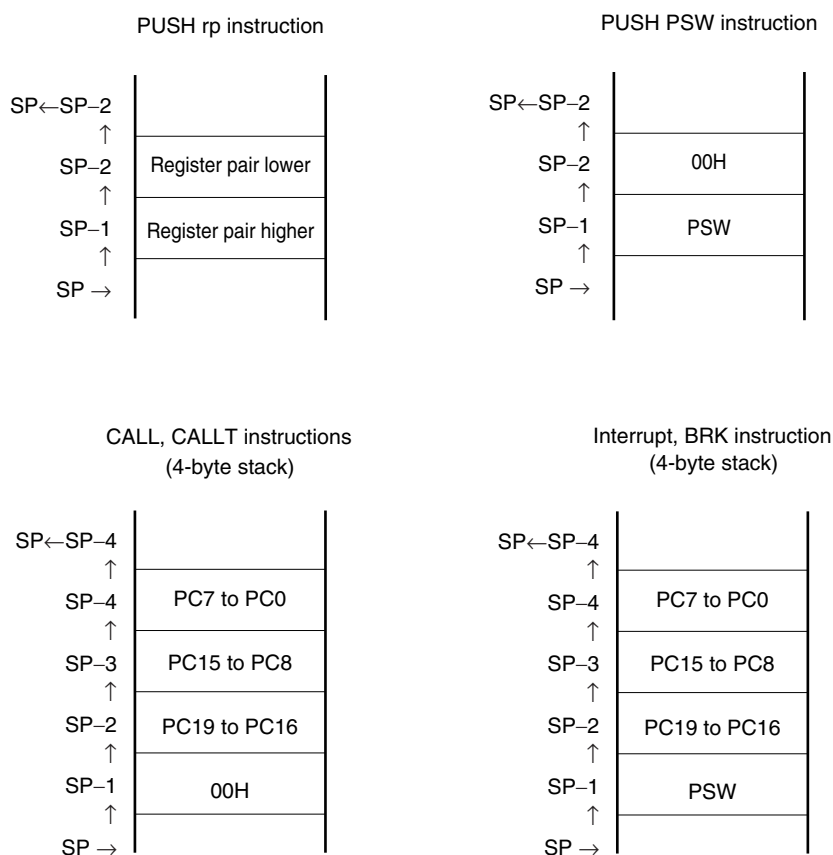 PUSH rp instruction
SP←SP–2
↑
SP–2
Register pair lower
↑
SP–1
Register pair higher
↑
SP →
PUSH PSW instruction
SP←SP–2
↑
SP–2
00H
↑
SP–1
PSW
↑
SP →
CALL, CALLT instructions
(4-byte stack)
SP←SP–4
↑
SP–4
PC7 to PC0
↑
SP–3
PC15 to PC8
↑
SP–2
PC19 to PC16
↑
SP–1
00H
↑
SP →
Interrupt, BRK instruction
(4-byte stack)
SP←SP–4
↑
SP–4
PC7 to PC0
↑
SP–3
PC15 to PC8
↑
SP–2
PC19 to PC16
↑
SP–1
PSW
↑
SP →